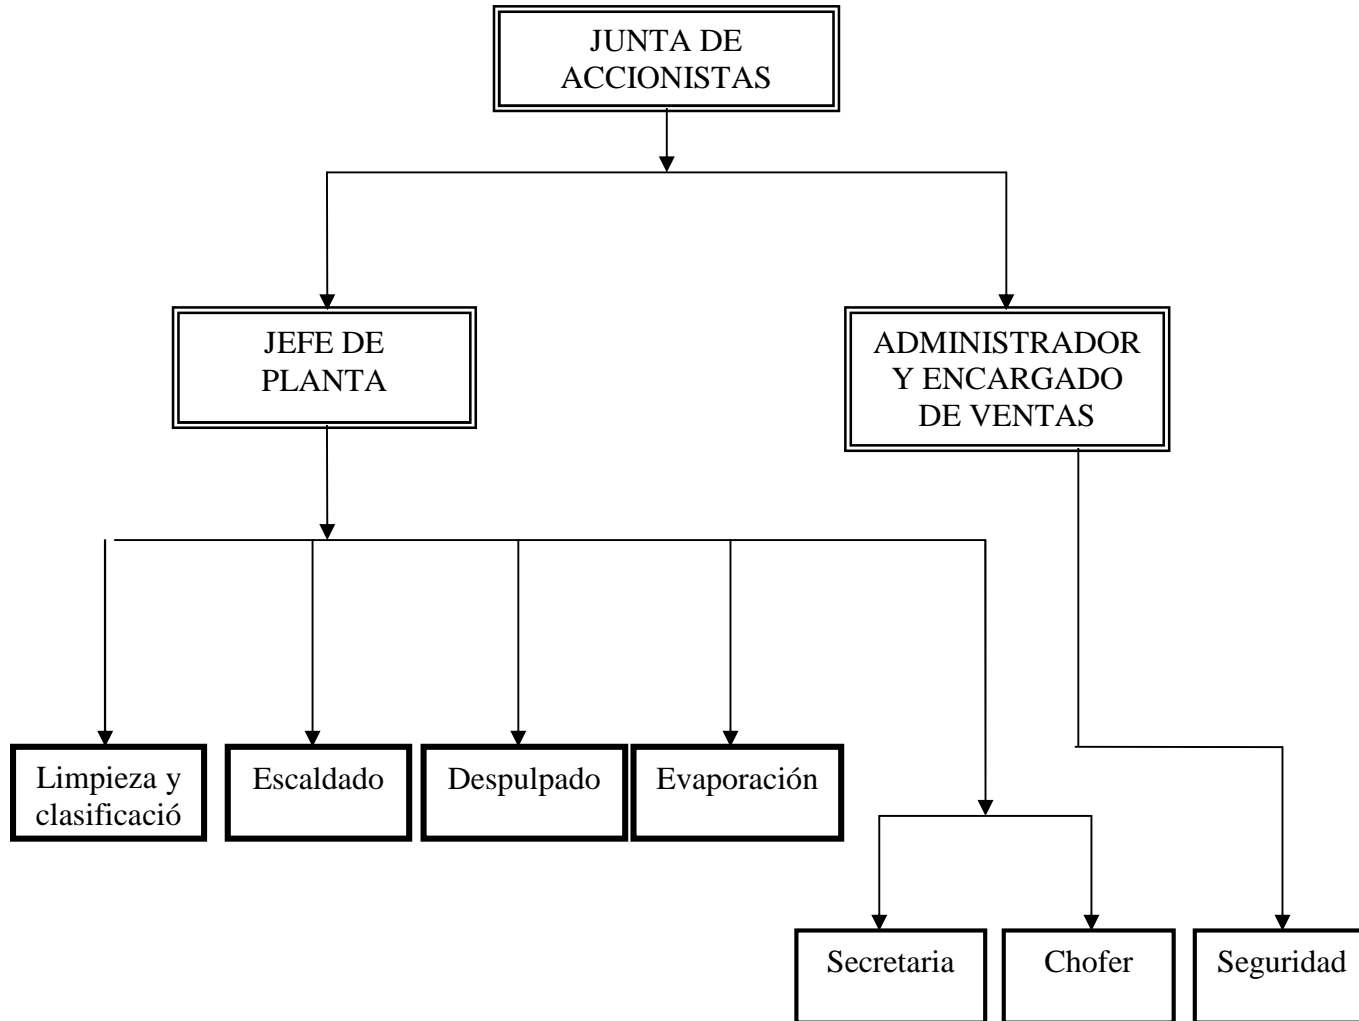 JUNTA DE
ACCIONISTAS
JEFE DE
PLANTA
ADMINISTRADOR
Y ENCARGADO
DE VENTAS
Limpieza y
clasificació
Escaldado
Despulpado
Evaporación
Secretaria
Chofer
Seguridad